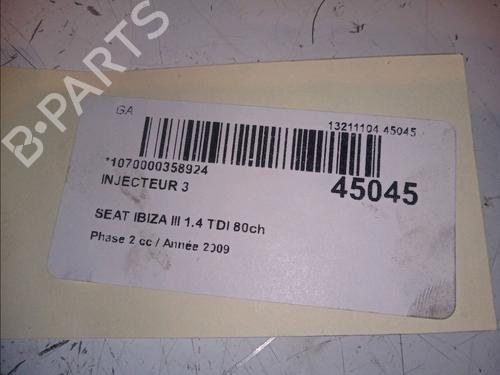 B-PARTS
GA
13211104 45045
*1070000358924
INJECTEUR 3
45045
SEAT IBIZA III 1.4 TDI 80ch
Phase 2 cc / Année 2009